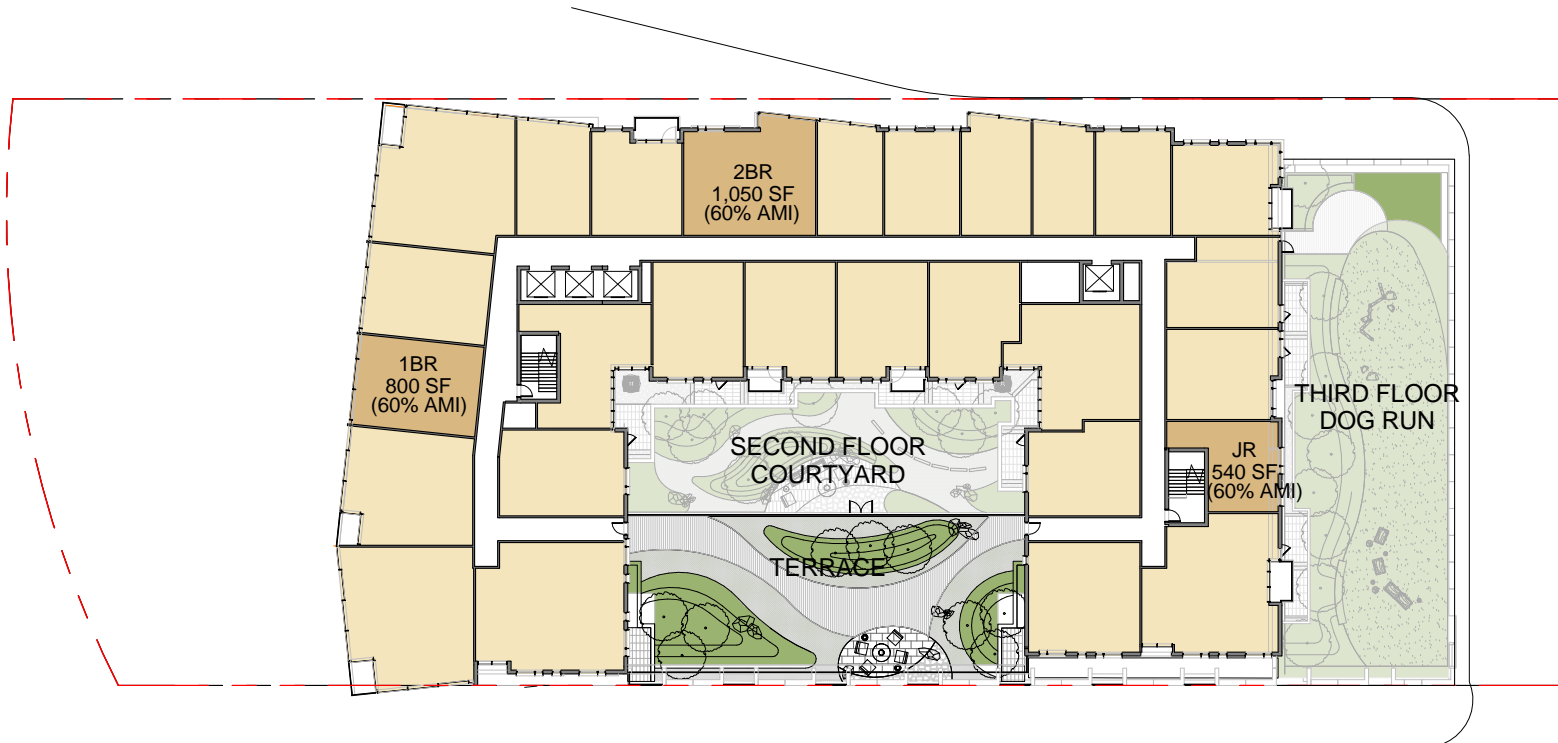 2BR
1,050 SF
(60% AMI)
1BR
800 SF
(60% AMI)
THIRD FLOOR
DOG RUN
SECOND FLOOR
COURTYARD
JR
540 SF
(60% AMI)
TERRACE